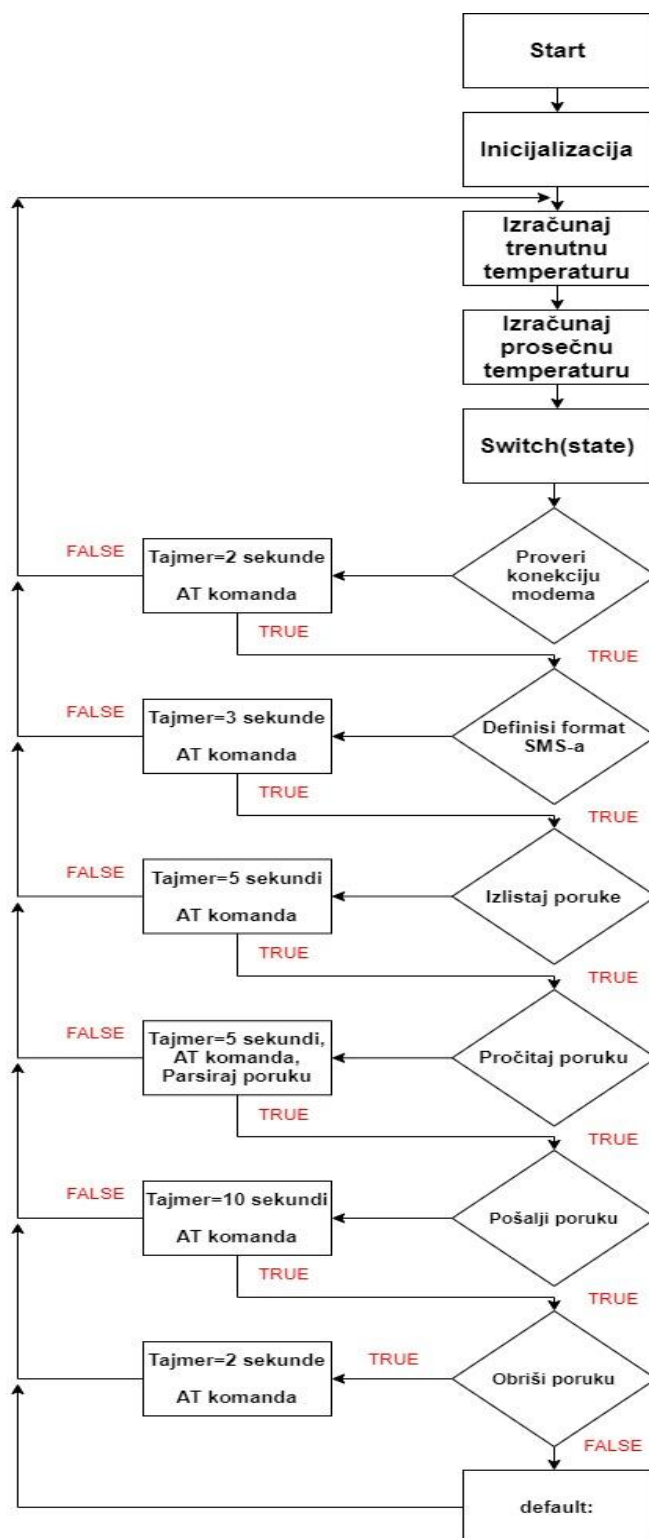 Start
Inicijalizacija
Izračunaj
trenutnu
temperaturu
Izračunaj
prosečnu
temperaturu
Switch(state)
FALSE
Tajmer=2 sekunde
AT komanda
Proveri
konekciju
modema
TRUE
TRUE
FALSE
Tajmer=3 sekunde
AT komanda
Definisi format
SMS-a
TRUE
TRUE
FALSE
Tajmer=5 sekundi
AT komanda
Izlistaj poruke
TRUE
TRUE
FALSE
Tajmer=5 sekundi,
AT komanda,
Parsiraj poruku
Pročitaj poruku
TRUE
TRUE
FALSE
Tajmer=10 sekundi
AT komanda
Pošalji poruku
TRUE
TRUE
Tajmer=2 sekunde
AT komanda
TRUE
Obriši poruku
FALSE
default: